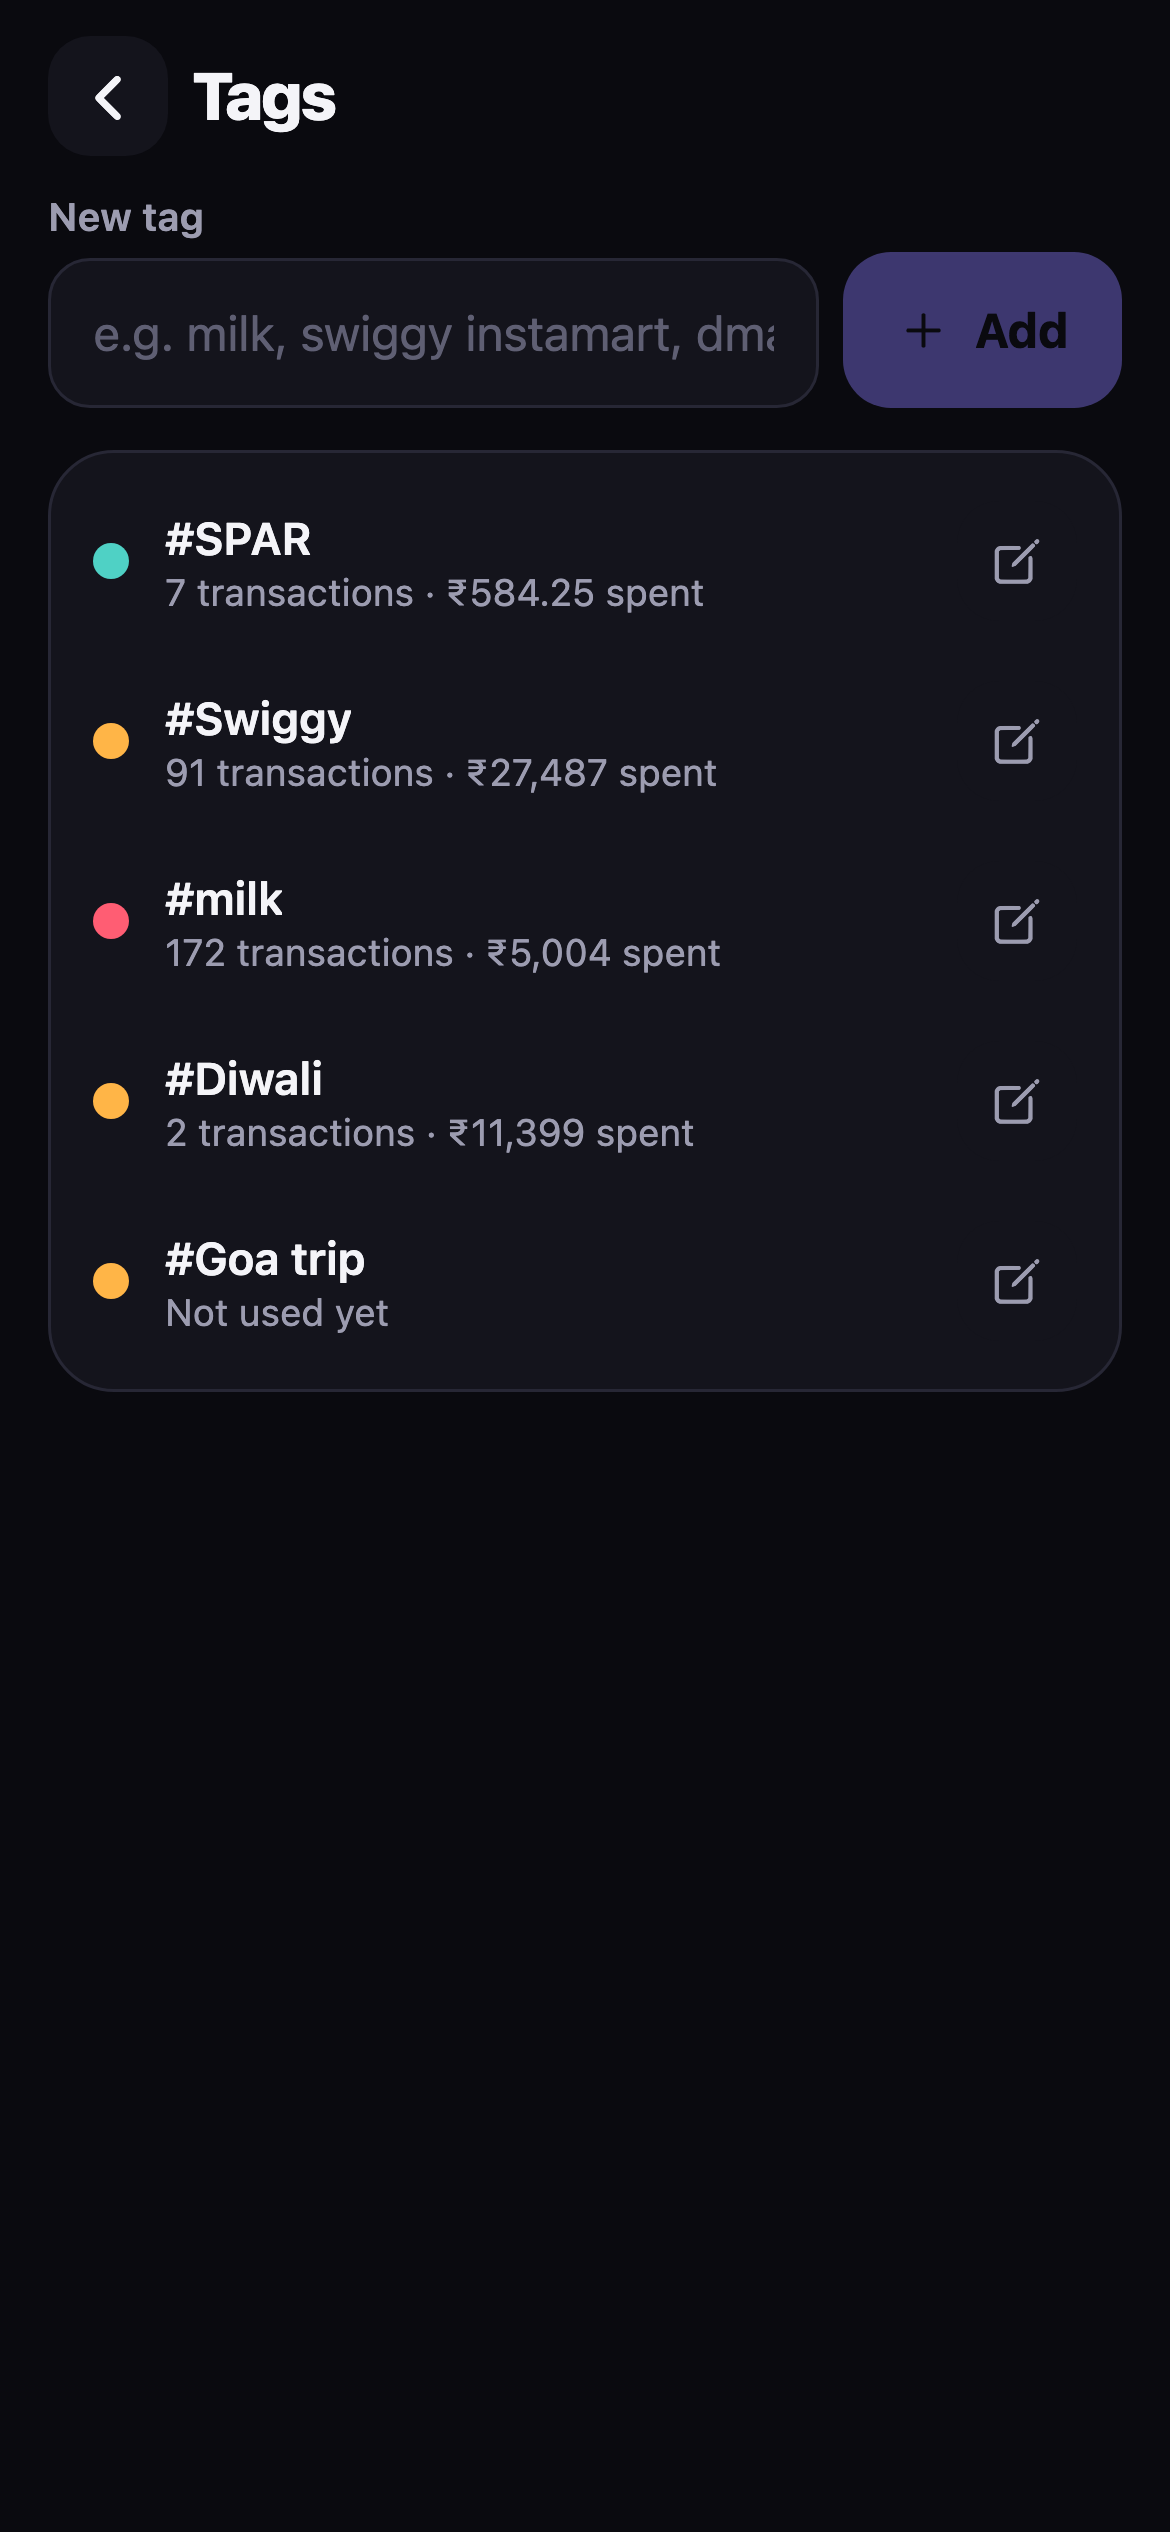 Tags
New tag
e.g. milk, swiggy instamart, dma
+ Add
#SPAR
7 transactions · ₹584.25 spent
#Swiggy
91 transactions · ₹27,487 spent
#milk
172 transactions · ₹5,004 spent
#Diwali
2 transactions · ₹11,399 spent
#Goa trip
Not used yet